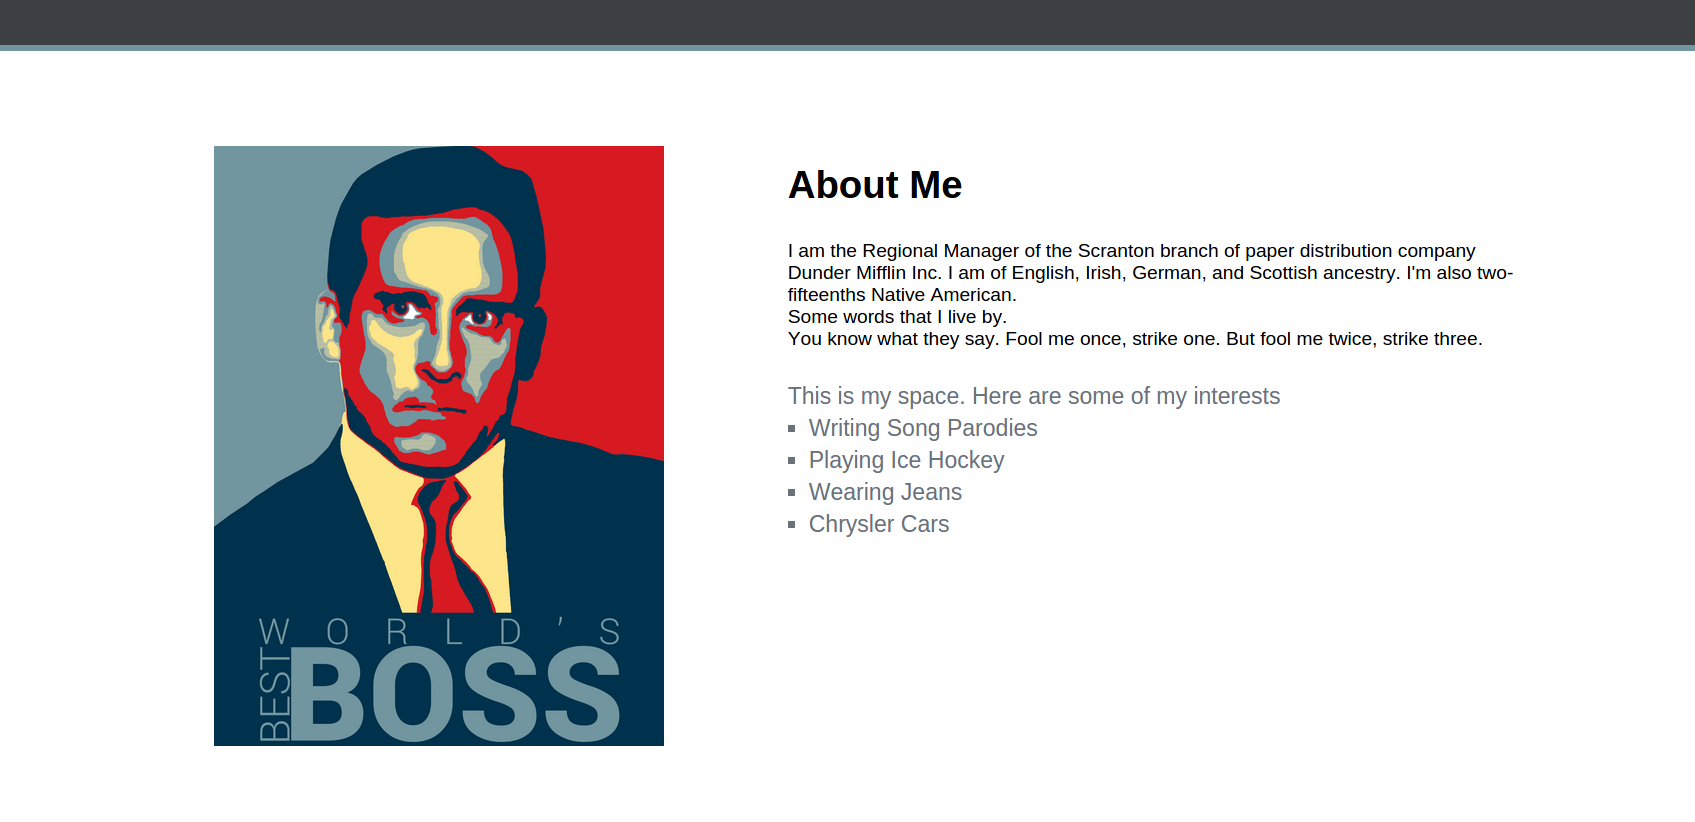 About Me
I am the Regional Manager of the Scranton branch of paper distribution company
Dunder Mifflin Inc. I am of English, Irish, German, and Scottish ancestry. I'm also two-
fifteenths Native American.
Some words that I live by.
You know what they say. Fool me once, strike one. But fool me twice, strike three.
This is my space. Here are some of my interests
Writing Song Parodies
Playing Ice Hockey
Wearing Jeans
Chrysler Cars
WORLD'S
BEST
BOSS